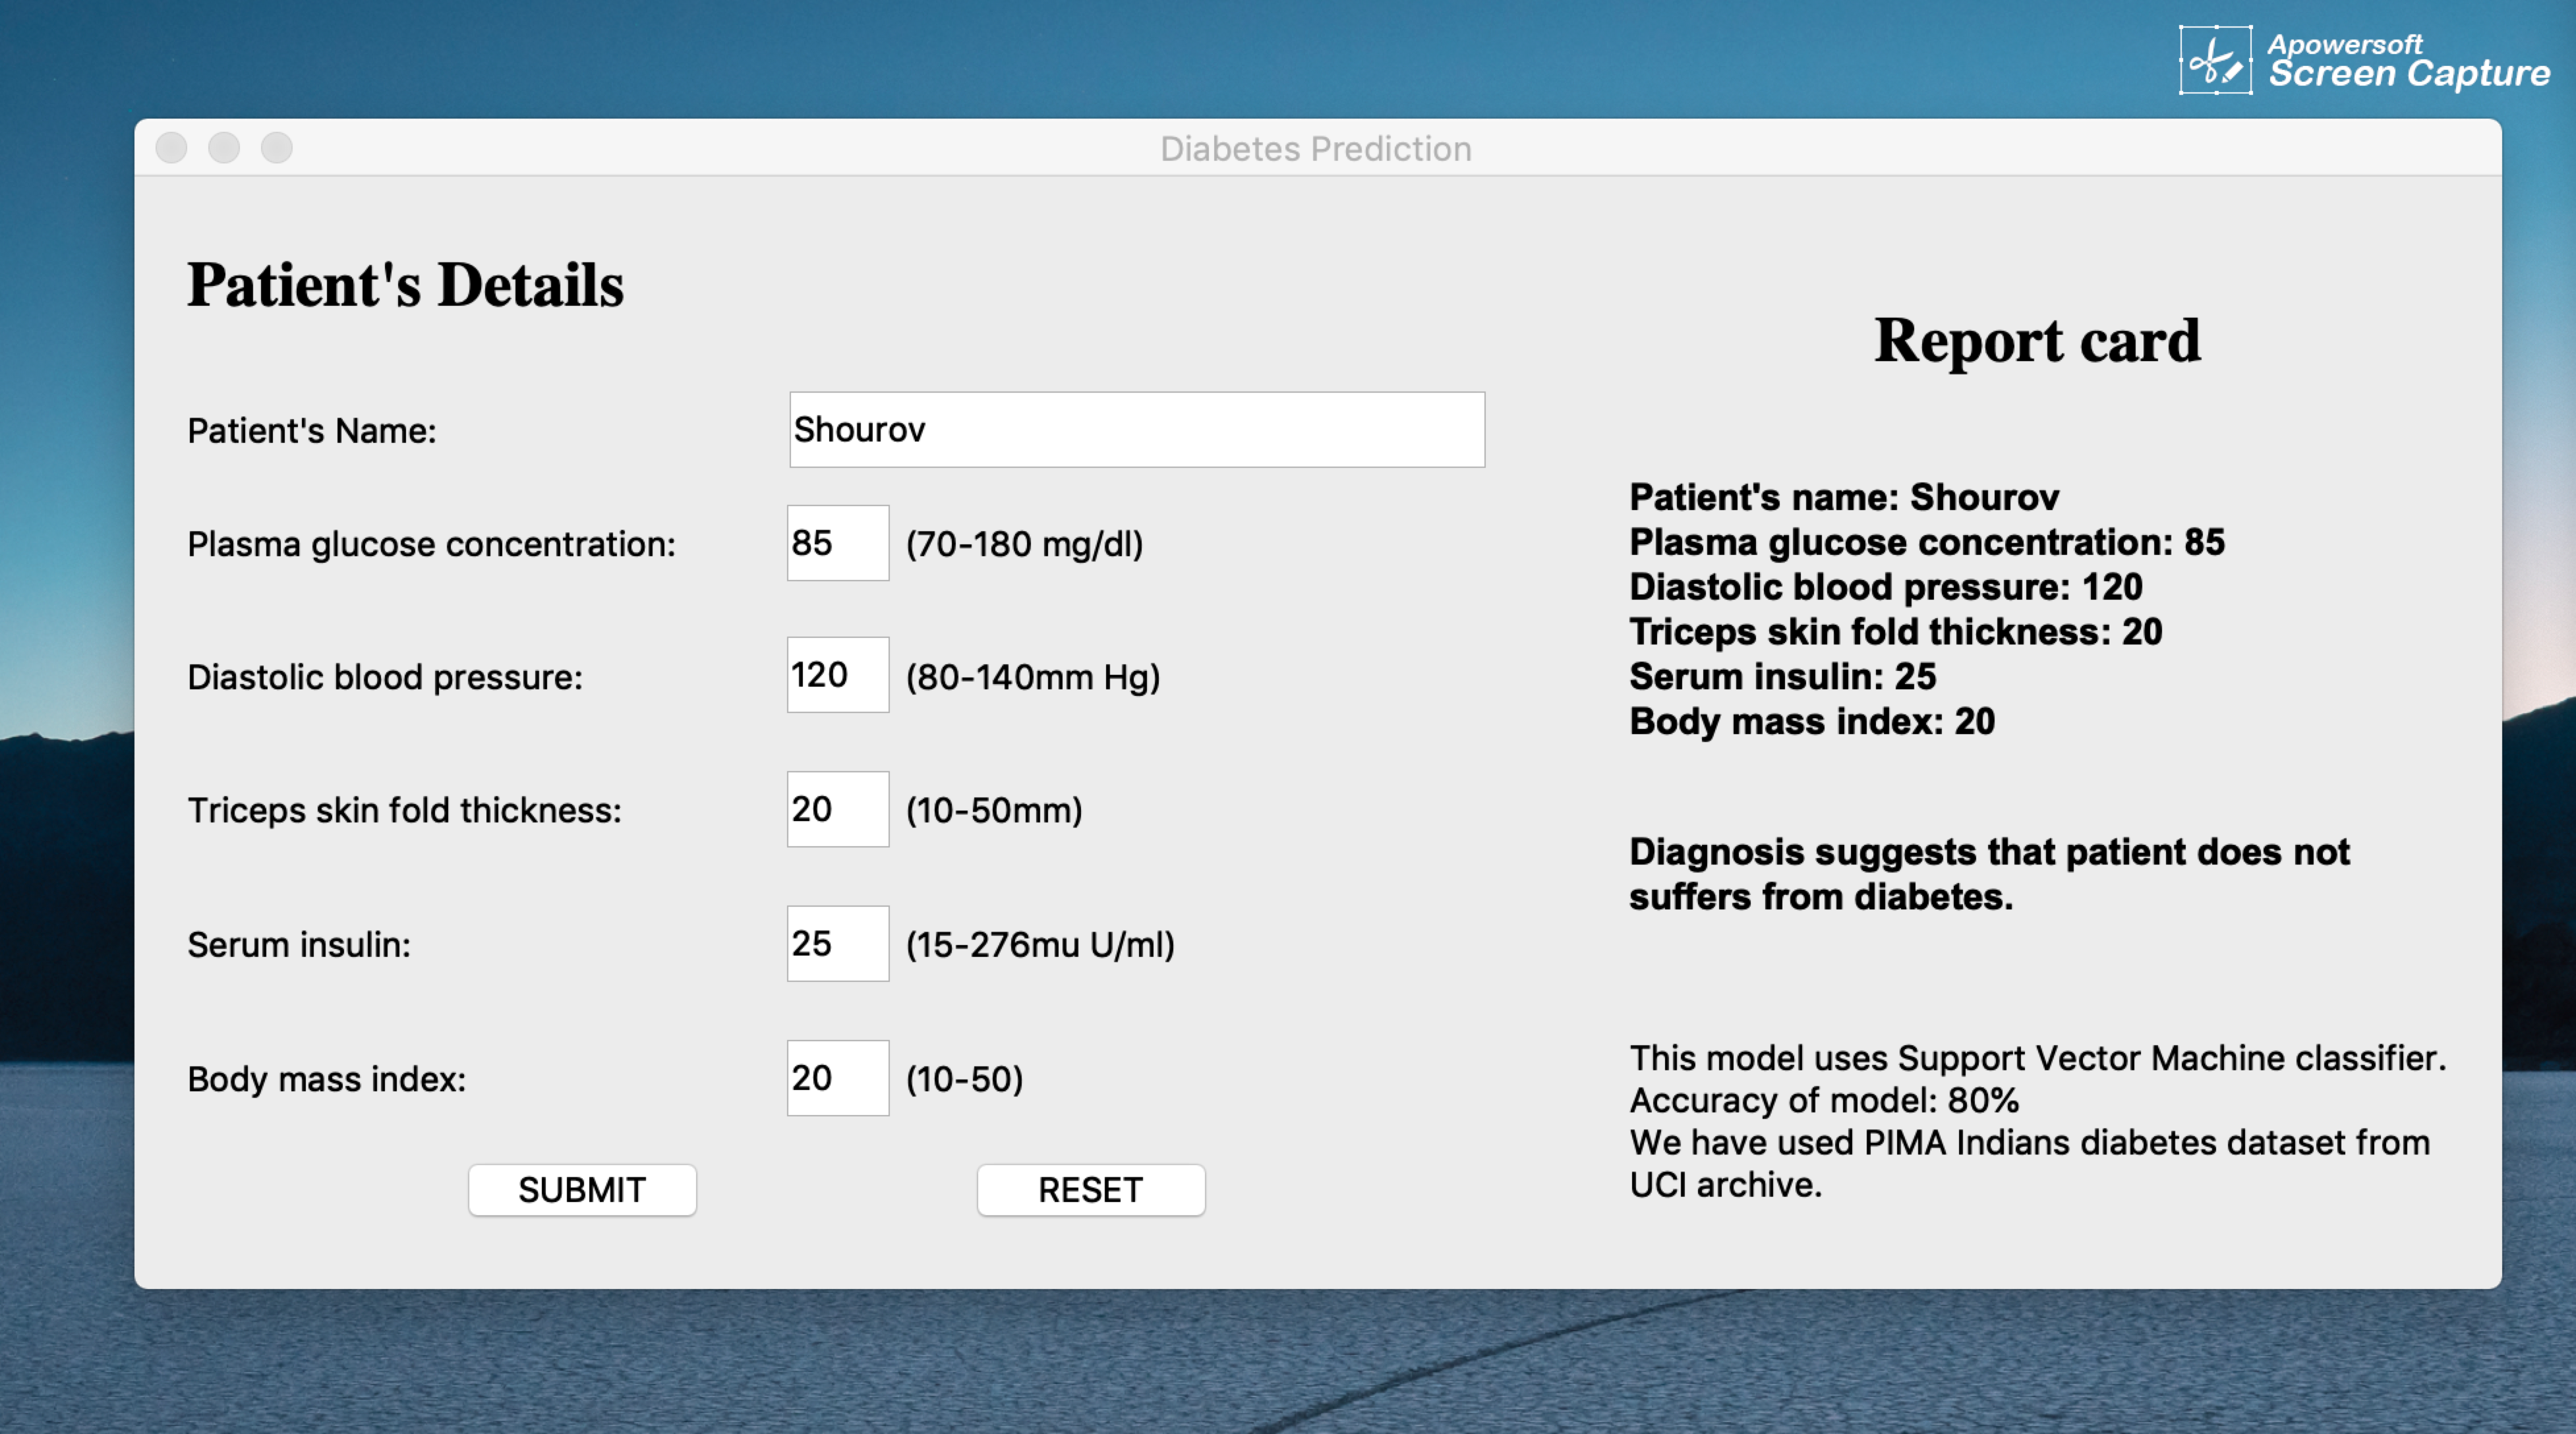 Apowersoft
Screen Capture
Diabetes Prediction
Patient's Details
Patient's Name:
Shourov
Plasma glucose concentration:
85
(70-180 mg/dl)
Diastolic blood pressure:
120
(80-140mm Hg)
Triceps skin fold thickness:
20
(10-50mm)
Serum insulin:
25
(15-276mu U/ml)
Body mass index:
20
(10-50)
SUBMIT
RESET
Report card
Patient's name: Shourov
Plasma glucose concentration: 85
Diastolic blood pressure: 120
Triceps skin fold thickness: 20
Serum insulin: 25
Body mass index: 20
Diagnosis suggests that patient does not
suffers from diabetes.
This model uses Support Vector Machine classifier.
Accuracy of model: 80%
We have used PIMA Indians diabetes dataset from
UCI archive.